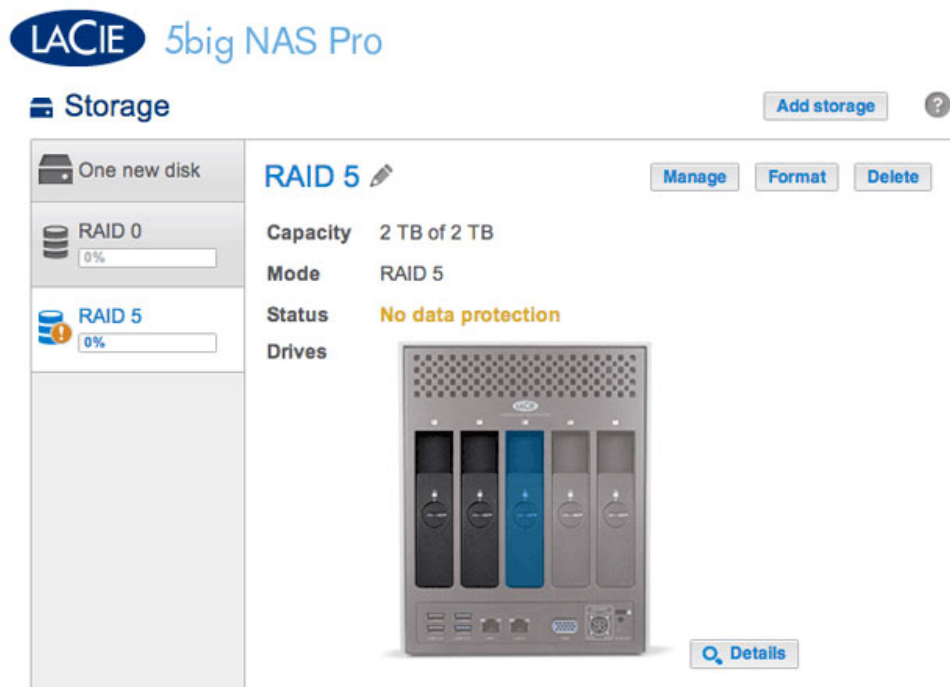 LACIE 5big NAS Pro
Storage
Add storage
?
One new disk
RAID 0
0%
RAID 5
0%
RAID 5
Manage
Format
Delete
Capacity 2 TB of 2 TB
Mode RAID 5
Status No data protection
Drives
LACIE
Details